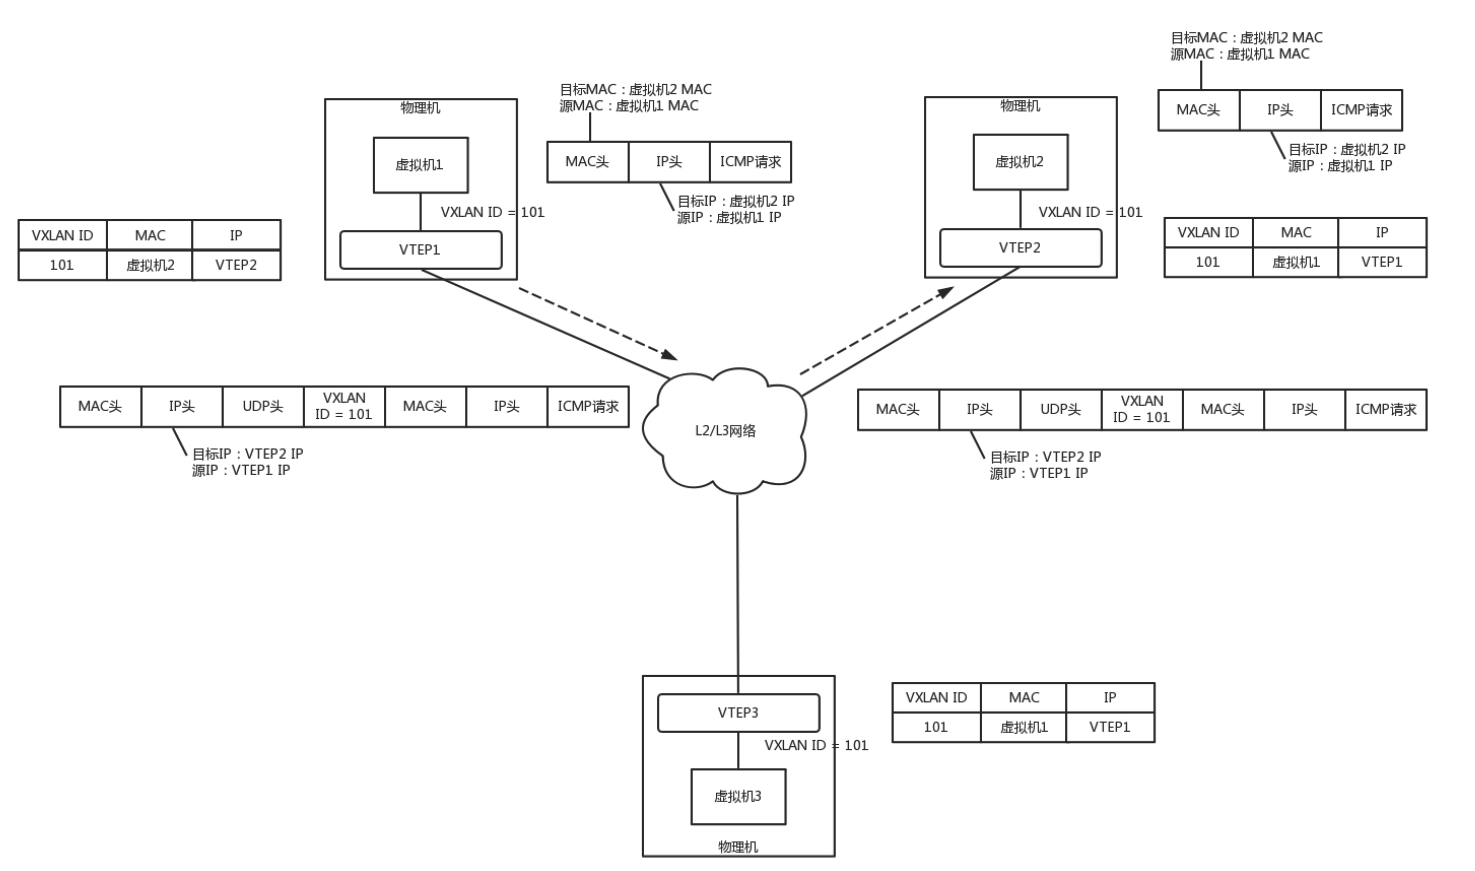 目标MAC：虚拟机2 MAC
源MAC：虚拟机1 MAC
MAC头 IP头 ICMP请求
目标IP：虚拟机2 IP
源IP：虚拟机1 IP
物理机
虚拟机1
VXLAN ID = 101
VTEP1
目标MAC：虚拟机2 MAC
源MAC：虚拟机1 MAC
MAC头 IP头 ICMP请求
目标IP：虚拟机2 IP
源IP：虚拟机1 IP
物理机
虚拟机2
VXLAN ID = 101
VTEP2
VXLAN ID MAC IP
101 虚拟机2 VTEP2
VXLAN ID MAC IP
101 虚拟机1 VTEP1
MAC头 IP头 UDP头 VXLAN
ID = 101 MAC头 IP头 ICMP请求
目标IP：VTEP2 IP
源IP：VTEP1 IP
L2/L3网络
MAC头 IP头 UDP头 VXLAN
ID = 101 MAC头 IP头 ICMP请求
目标IP：VTEP2 IP
源IP：VTEP1 IP
VTEP3
VXLAN ID = 101
虚拟机3
物理机
VXLAN ID MAC IP
101 虚拟机1 VTEP1